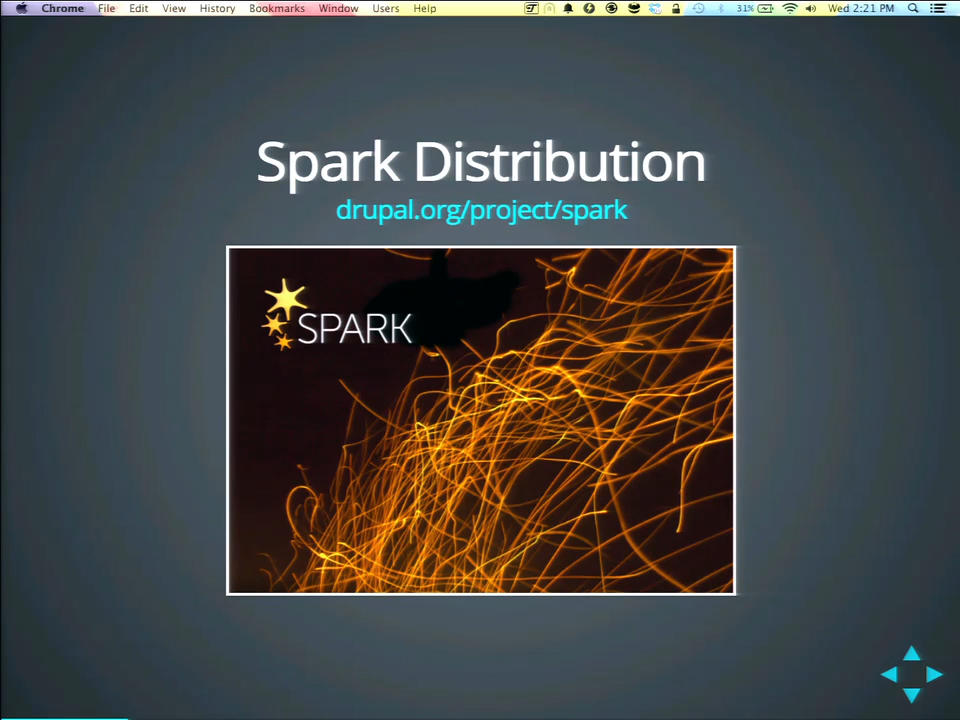 Chrome File Edit View History Bookmarks Window Users Help 31% Wed 2:21 PM
Spark Distribution
drupal.org/project/spark
SPARK